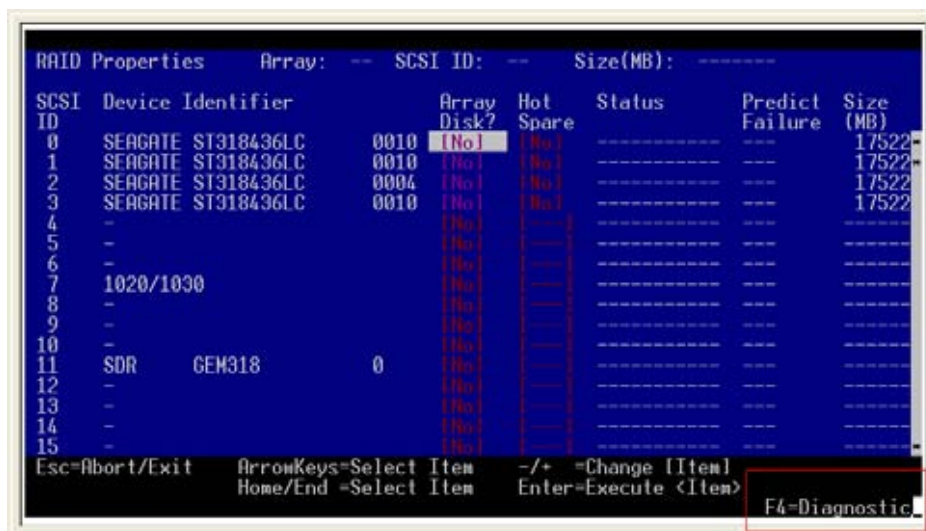 RAID Properties Array: -- SCSI ID: -- Size(MB): -------
SCSI Device Identifier Array Hot Status Predict Size
ID Disk? Spare Failure (MB)
0 SEAGATE ST318436LC 0010 [No] [No] ----------- --- 17522
1 SEAGATE ST318436LC 0010 [No] [No] ----------- --- 17522
2 SEAGATE ST318436LC 0004 [No] [No] ----------- --- 17522
3 SEAGATE ST318436LC 0010 [No] [No] ----------- --- 17522
4 - [No] [---] ----------- --- ------
5 - [No] [---] ----------- --- ------
6 - [No] [---] ----------- --- ------
7 1020/1030 [No] [---] ----------- --- ------
8 - [No] [---] ----------- --- ------
9 - [No] [---] ----------- --- ------
10 - [No] [---] ----------- --- ------
11 SDR GEM318 0 [No] [---] ----------- --- ------
12 - [No] [---] ----------- --- ------
13 - [No] [---] ----------- --- ------
14 - [No] [---] ----------- --- ------
15 - [No] [---] ----------- --- ------
Esc=Abort/Exit ArrowKeys=Select Item -/+ =Change [Item]
Home/End =Select Item Enter=Execute <Item>
F4=Diagnostic